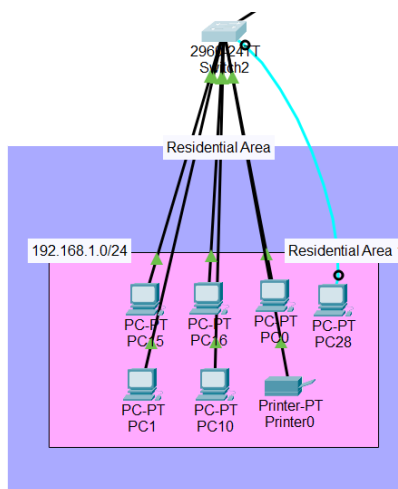 2960-24TT
Switch2
Residential Area
192.168.1.0/24
Residential Area
PC-PT
PC15
PC-PT
PC16
PC-PT
PC0
PC-PT
PC28
PC-PT
PC1
PC-PT
PC10
Printer-PT
Printer0